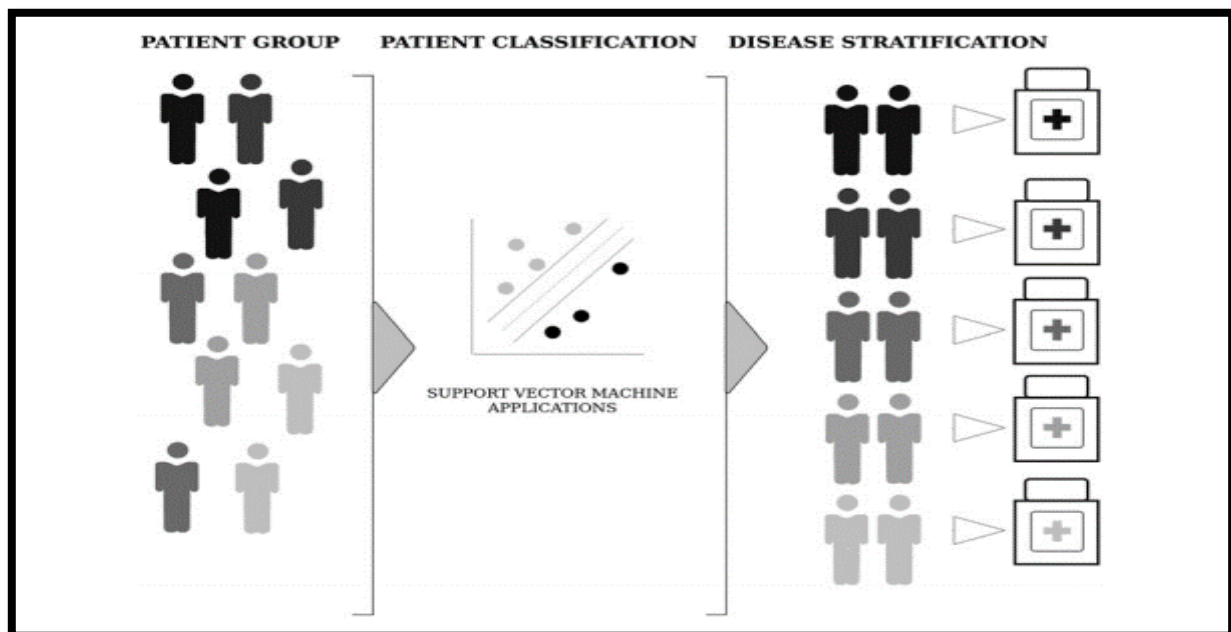 PATIENT GROUP
PATIENT CLASSIFICATION
DISEASE STRATIFICATION
SUPPORT VECTOR MACHINE
APPLICATIONS